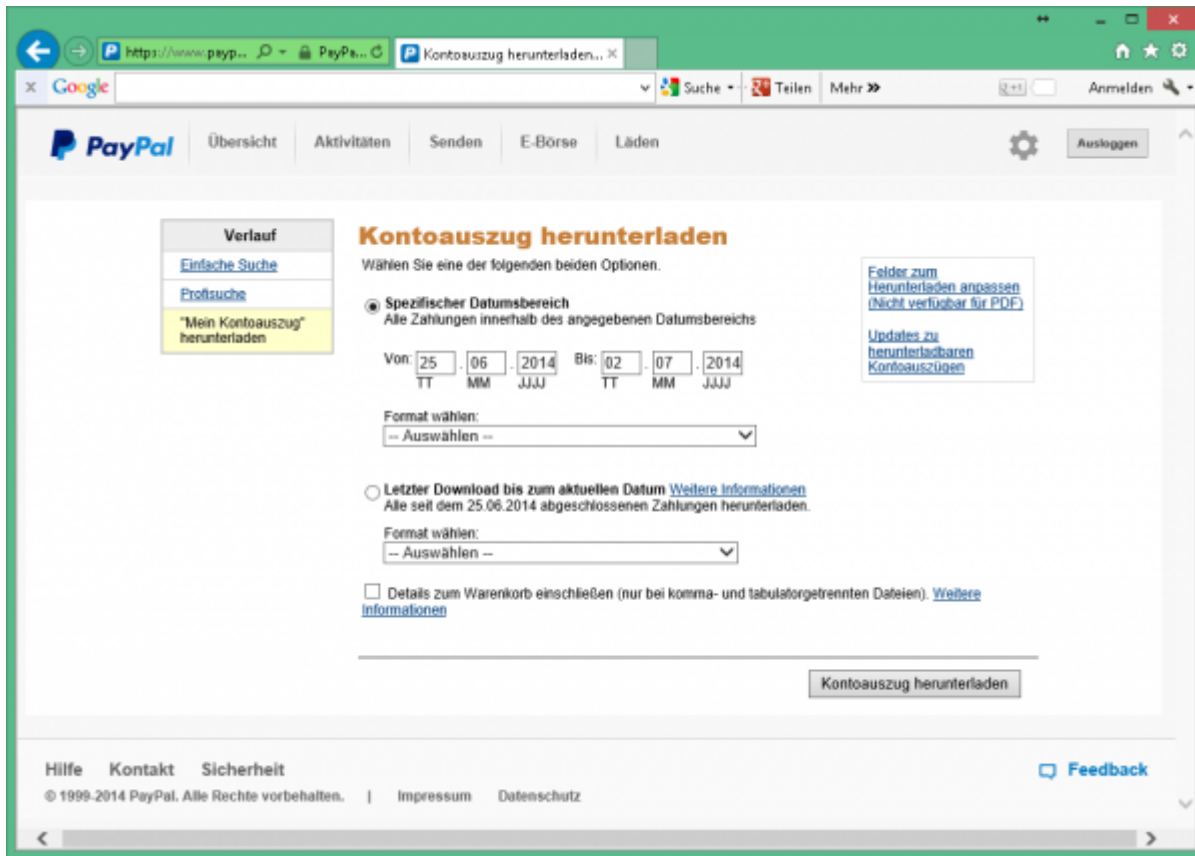 https://www.payp... PayPa... Kontoauszug herunterladen...
Google Suche Teilen Mehr Anmelden
PayPal Übersicht Aktivitäten Senden E-Börse Läden Ausloggen
Verlauf
Einfache Suche
Profisuche
"Mein Kontoauszug"
herunterladen
Kontoauszug herunterladen
Wählen Sie eine der folgenden beiden Optionen.
Spezifischer Datumsbereich
Alle Zahlungen innerhalb des angegebenen Datumsbereichs
Von: 25 . 06 . 2014 Bis: 02 . 07 . 2014
TT MM JJJJ TT MM JJJJ
Format wählen:
-- Auswählen --
Letzter Download bis zum aktuellen Datum Weitere Informationen
Alle seit dem 25.06.2014 abgeschlossenen Zahlungen herunterladen.
Format wählen:
-- Auswählen --
Details zum Warenkorb einschließen (nur bei komma- und tabulatorgetrennten Dateien). Weitere
Informationen
Felder zum
Herunterladen anpassen
(Nicht verfügbar für PDF)
Updates zu
herunterladbaren
Kontoauszügen
Kontoauszug herunterladen
Hilfe Kontakt Sicherheit Feedback
© 1999-2014 PayPal. Alle Rechte vorbehalten. | Impressum Datenschutz